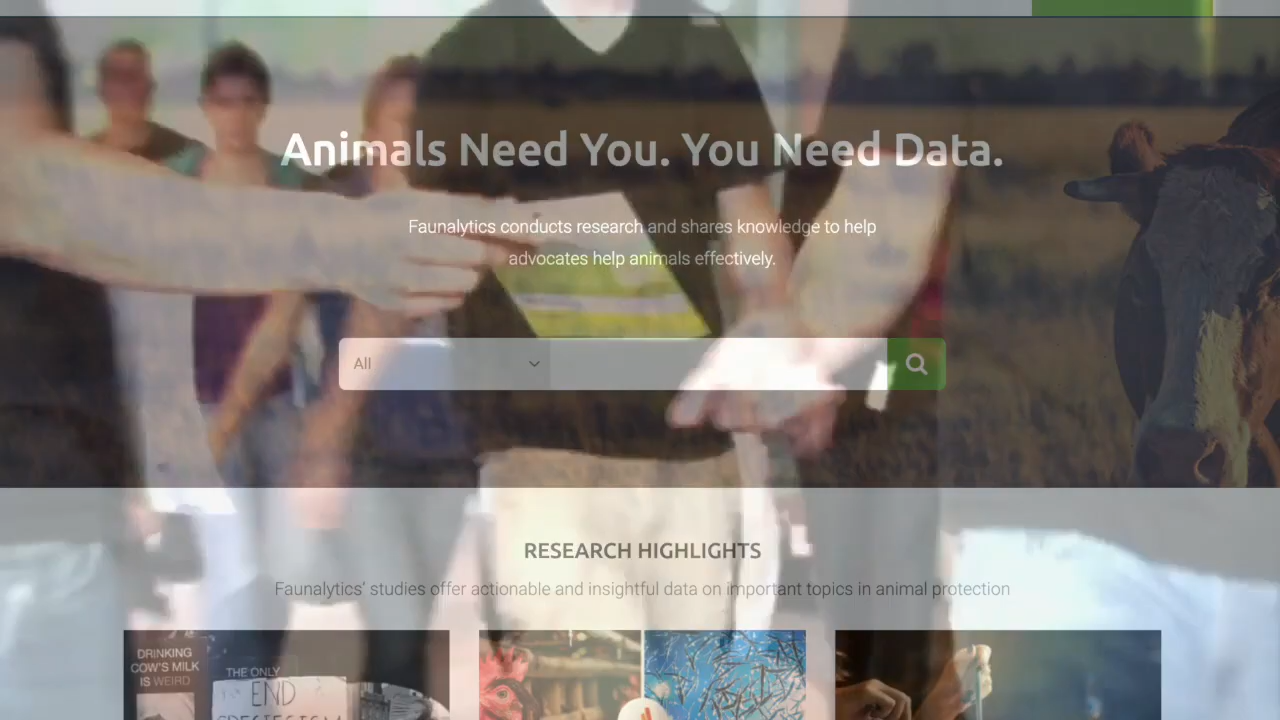 Animals Need You. You Need Data.
Faunalytics conducts research and shares knowledge to help
advocates help animals effectively.
All
RESEARCH HIGHLIGHTS
Faunalytics' studies offer actionable and insightful data on important topics in animal protection
DRINKING
COW'S MILK
IS WEIRD
THE ONLY
END
SPECIESISM